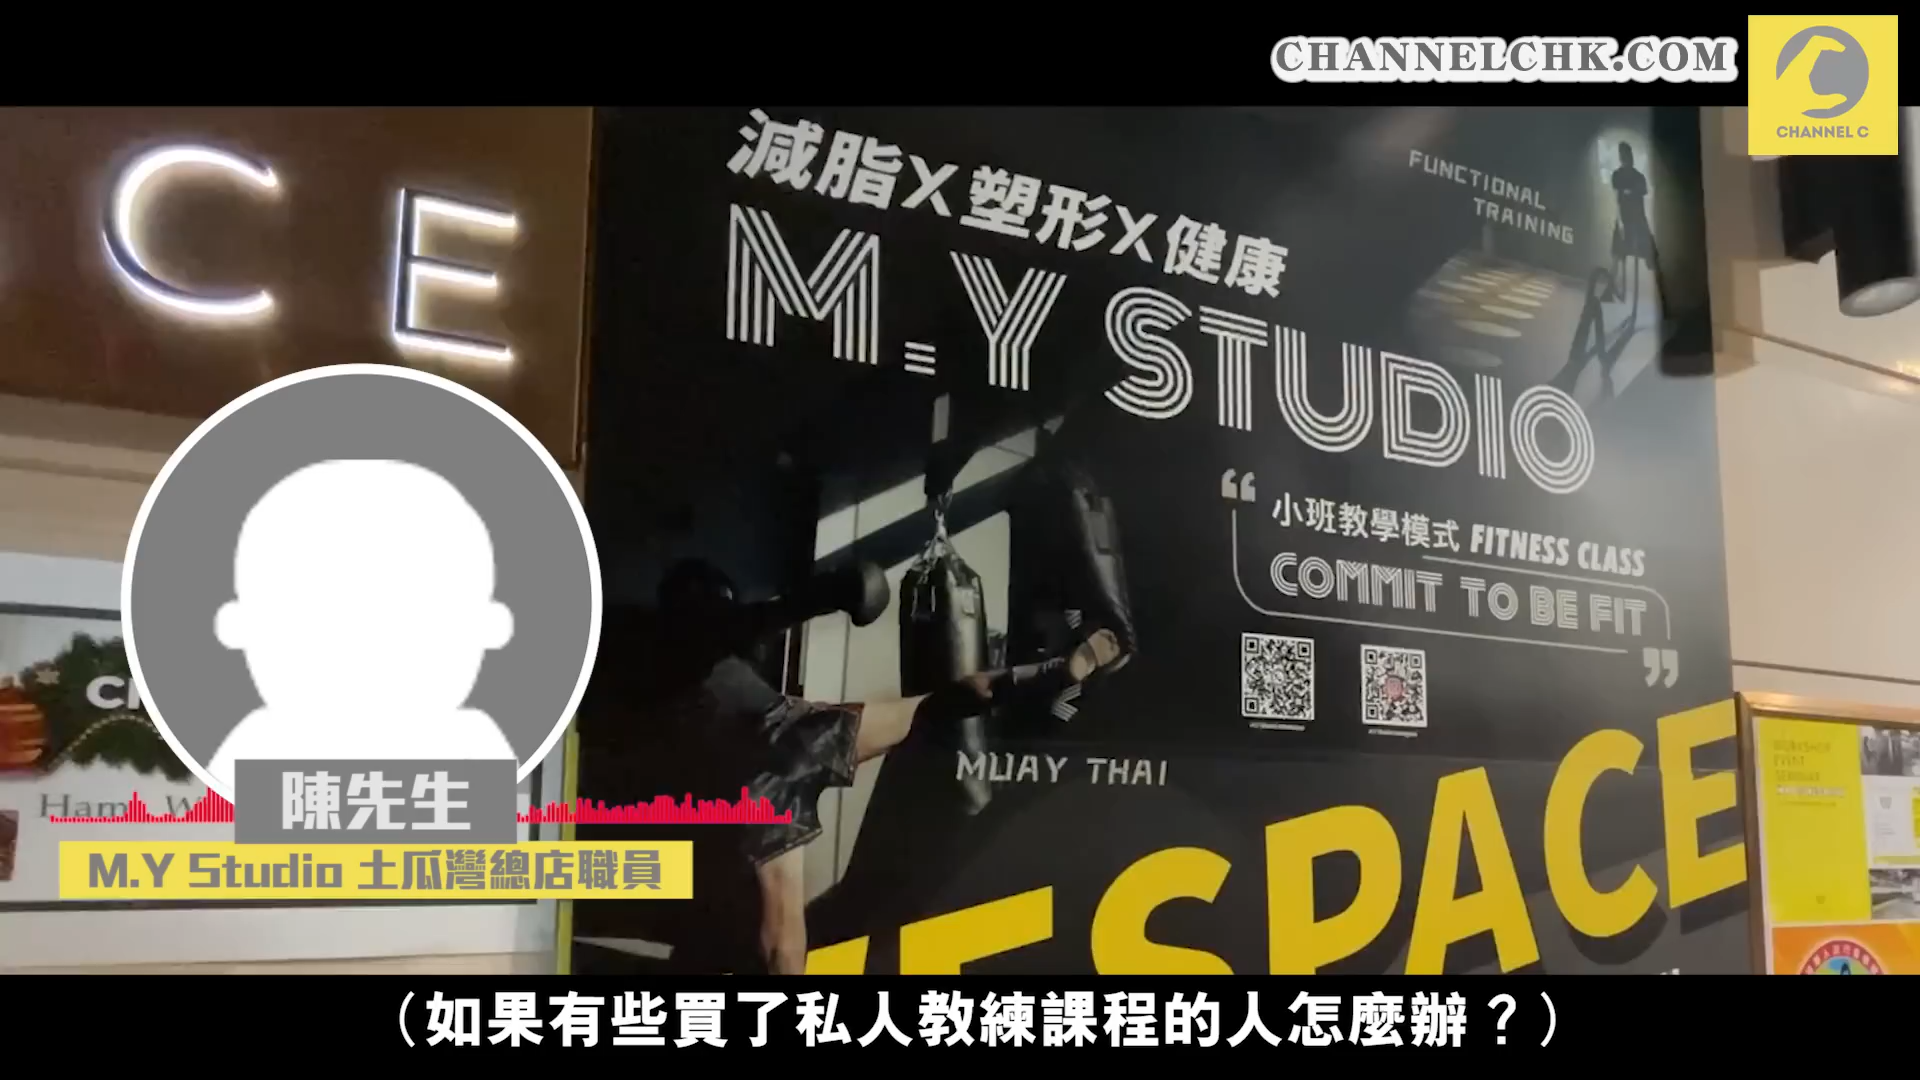 CHANNELCHK.COM
CHANNEL C
C E
減脂X塑形X健康
M.Y STUDIO
FUNCTIONAL
TRAINING
“小班教學模式 FITNESS CLASS
COMMIT TO BE FIT”
MUAY THAI
ESPACE
陳先生
M.Y Studio 土瓜灣總店職員
（如果有些買了私人教練課程的人怎麼辦？）